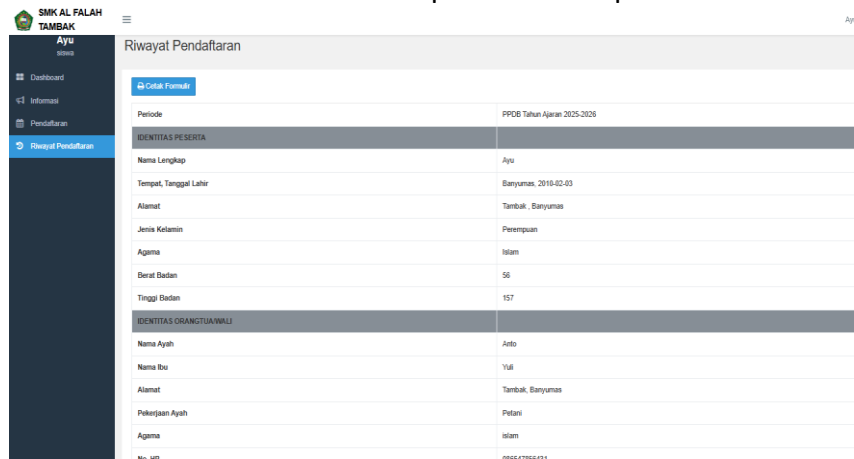 SMK AL FALAH
TAMBAK
Ayu
siswa
Dashboard
Informasi
Pendaftaran
Riwayat Pendaftaran
Riwayat Pendaftaran
Cetak Formulir
Periode PPDB Tahun Ajaran 2025-2026
IDENTITAS PESERTA
Nama Lengkap Ayu
Tempat, Tanggal Lahir Banyumas, 2010-02-03
Alamat Tambak , Banyumas
Jenis Kelamin Perempuan
Agama Islam
Berat Badan 56
Tinggi Badan 157
IDENTITAS ORANGTUA/WALI
Nama Ayah Anto
Nama Ibu Yuli
Alamat Tambak, Banyumas
Pekerjaan Ayah Petani
Agama islam
No. HP